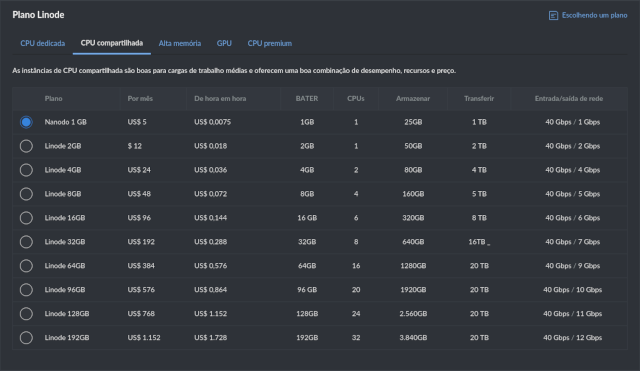 Plano Linode
Escolhendo um plano
CPU dedicada CPU compartilhada Alta memória GPU CPU premium
As instâncias de CPU compartilhada são boas para cargas de trabalho médias e oferecem uma boa combinação de desempenho, recursos e preço.
Plano Por mês De hora em hora BATER CPUs Armazenar Transferir Entrada/saída de rede
Nanodo 1 GB US$ 5 US$ 0,0075 1GB 1 25GB 1 TB 40 Gbps / 1 Gbps
Linode 2GB $ 12 US$ 0,018 2GB 1 50GB 2 TB 40 Gbps / 2 Gbps
Linode 4GB US$ 24 US$ 0,036 4GB 2 80GB 4 TB 40 Gbps / 4 Gbps
Linode 8GB US$ 48 US$ 0,072 8GB 4 160GB 5 TB 40 Gbps / 5 Gbps
Linode 16GB US$ 96 US$ 0,144 16 GB 6 320GB 8 TB 40 Gbps / 6 Gbps
Linode 32GB US$ 192 US$ 0,288 32GB 8 640GB 16TB _ 40 Gbps / 7 Gbps
Linode 64GB US$ 384 US$ 0,576 64GB 16 1280GB 20 TB 40 Gbps / 9 Gbps
Linode 96GB US$ 576 US$ 0,864 96 GB 20 1920GB 20 TB 40 Gbps / 10 Gbps
Linode 128GB US$ 768 US$ 1.152 128GB 24 2.560GB 20 TB 40 Gbps / 11 Gbps
Linode 192GB US$ 1.152 US$ 1.728 192GB 32 3.840GB 20 TB 40 Gbps / 12 Gbps